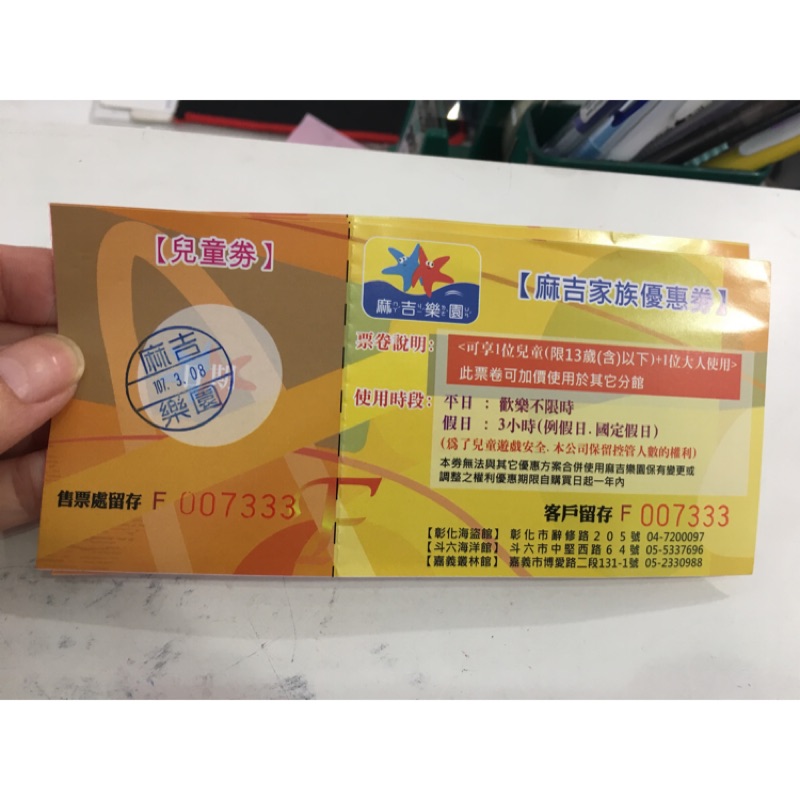 【兒童券】
麻吉
107.3.08
樂園
期
售票處留存 F 007333
麻吉樂園
【麻吉家族優惠券】
票卷說明：
<可享1位兒童(限13歲(含)以下)+1位大人使用>
此票卷可加價使用於其它分館
使用時段：平日：歡樂不限時
假日：3小時(例假日.國定假日)
(為了兒童遊戲安全.本公司保留控管人數的權利)
本券無法與其它優惠方案合併使用麻吉樂園保有變更或
調整之權利優惠期限自購買日起一年內
客戶留存 F 007333
【彰化海盜館】彰化市辭修路205號 04-7200097
【斗六海洋館】斗六市中堅西路64號 05-5337696
【嘉義叢林館】嘉義市博愛路二段131-1號 05-2330988